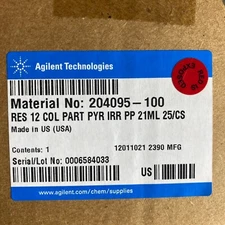 Agilent Technologies
Material No: 204095-100
RES 12 COL PART PYR IRR PP 21ML 25/CS
Made in US (USA)
Contents: 1
12011021 2390 MFG
Serial/Lot No: 0006584033
US
www.agilent.com/chem/supplies